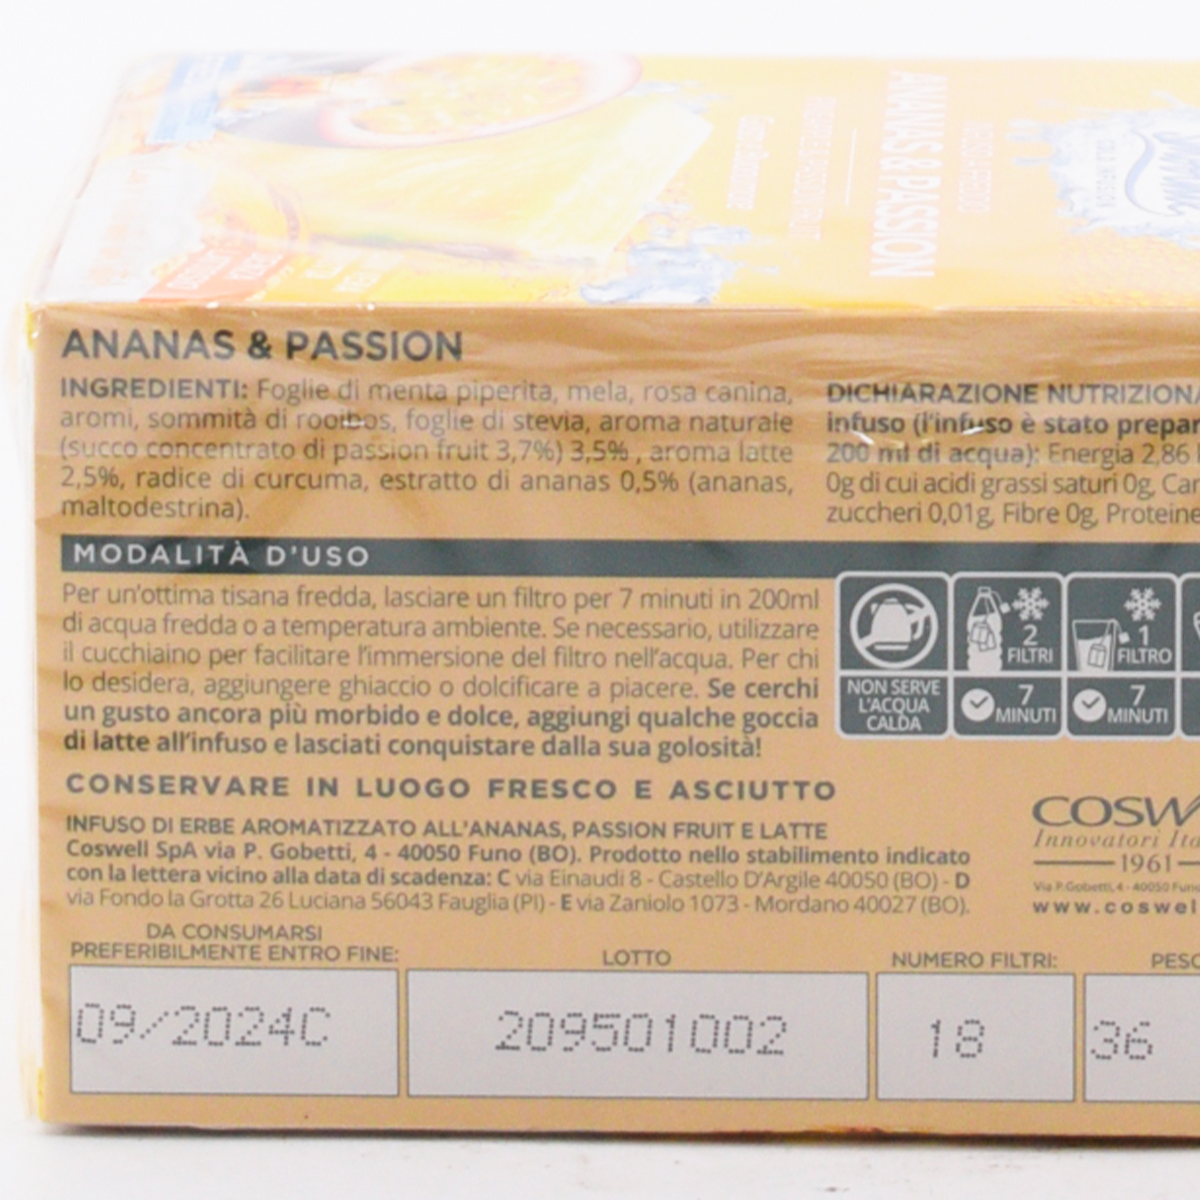 ANANAS & PASSION
ANANAS & PASSION
INGREDIENTI: Foglie di menta piperita, mela, rosa canina,
aromi, sommità di rooibos, foglie di stevia, aroma naturale
(succo concentrato di passion fruit 3,7%) 3,5% , aroma latte
2,5%, radice di curcuma, estratto di ananas 0,5% (ananas,
maltodestrina).
DICHIARAZIONE NUTRIZIONA
infuso (l'infuso è stato prepar
200 ml di acqua): Energia 2,86
0g di cui acidi grassi saturi 0g, Car
zuccheri 0,01g, Fibre 0g, Proteine
MODALITÀ D'USO
Per un'ottima tisana fredda, lasciare un filtro per 7 minuti in 200ml
di acqua fredda o a temperatura ambiente. Se necessario, utilizzare
il cucchiaino per facilitare l'immersione del filtro nell'acqua. Per chi
lo desidera, aggiungere ghiaccio o dolcificare a piacere. Se cerchi
un gusto ancora più morbido e dolce, aggiungi qualche goccia
di latte all'infuso e lasciati conquistare dalla sua golosità!
2
FILTRI
1
FILTRO
NON SERVE
L'ACQUA
CALDA
7
MINUTI
7
MINUTI
CONSERVARE IN LUOGO FRESCO E ASCIUTTO
INFUSO DI ERBE AROMATIZZATO ALL'ANANAS, PASSION FRUIT E LATTE
Coswell SpA via P. Gobetti, 4 - 40050 Funo (BO). Prodotto nello stabilimento indicato
con la lettera vicino alla data di scadenza: C via Einaudi 8 - Castello D'Argile 40050 (BO) - D
via Fondo la Grotta 26 Luciana 56043 Fauglia (PI) - E via Zaniolo 1073 - Mordano 40027 (BO).
COSW
Innovatori Ita
1961
Via P.Gobetti, 4 - 40050 Funo
www.coswel
DA CONSUMARSI
PREFERIBILMENTE ENTRO FINE:
LOTTO
NUMERO FILTRI:
PESO
09/2024C
209501002
18
36